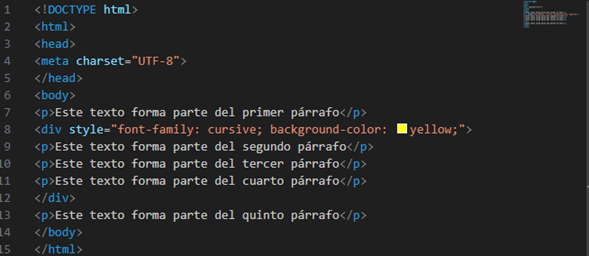 1 <!DOCTYPE html>
2 <html>
3 <head>
4 <meta charset="UTF-8">
5 </head>
6 <body>
7 <p>Este texto forma parte del primer párrafo</p>
8 <div style="font-family: cursive; background-color: yellow;">
9 <p>Este texto forma parte del segundo párrafo</p>
10 <p>Este texto forma parte del tercer párrafo</p>
11 <p>Este texto forma parte del cuarto párrafo</p>
12 </div>
13 <p>Este texto forma parte del quinto párrafo</p>
14 </body>
15 </html>